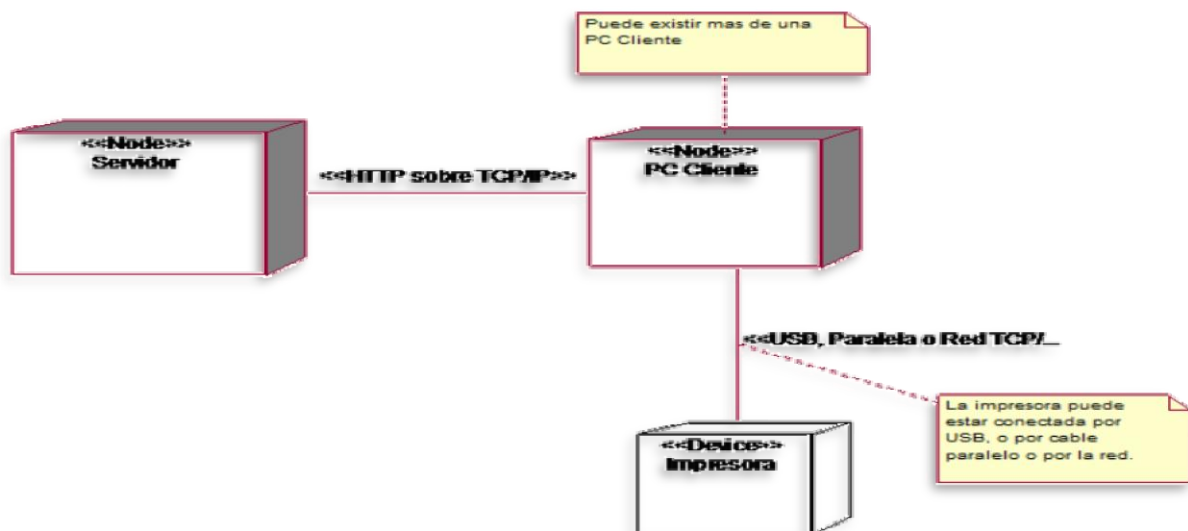 Puede existir mas de una
PC Cliente
<<Node>>
Servidor
<<HTTP sobre TCP/IP>>
<<Node>>
PC Cliente
<<USB, Paralela o Red TCP/...
La impresora puede
estar conectada por
USB, o por cable
paralelo o por la red.
<<Device>>
Impresora